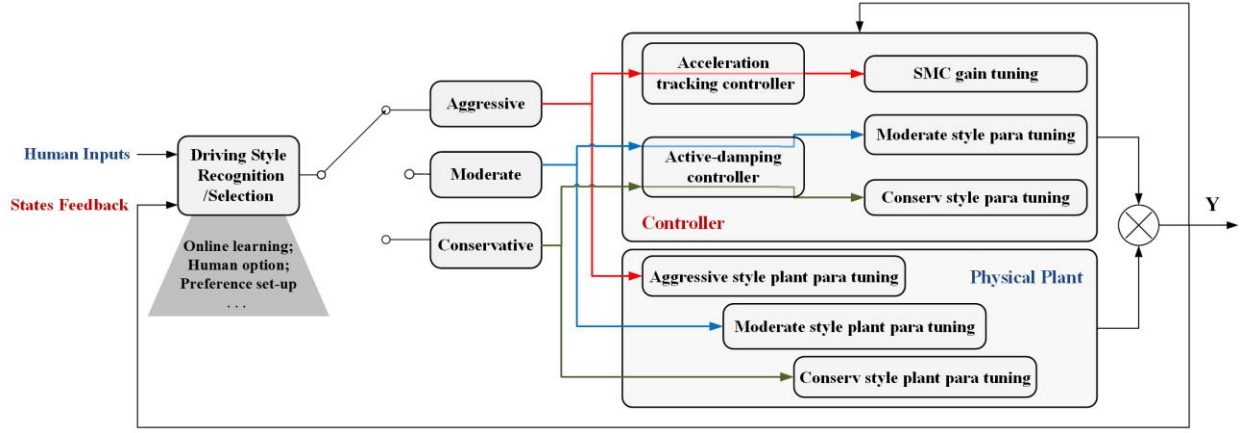 Human Inputs
States Feedback
Driving Style
Recognition
/Selection
Online learning;
Human option;
Preference set-up
. . .
Aggressive
Moderate
Conservative
Acceleration
tracking controller
SMC gain tuning
Active-damping
controller
Moderate style para tuning
Conserv style para tuning
Controller
Aggressive style plant para tuning
Physical Plant
Moderate style plant para tuning
Conserv style plant para tuning
Y